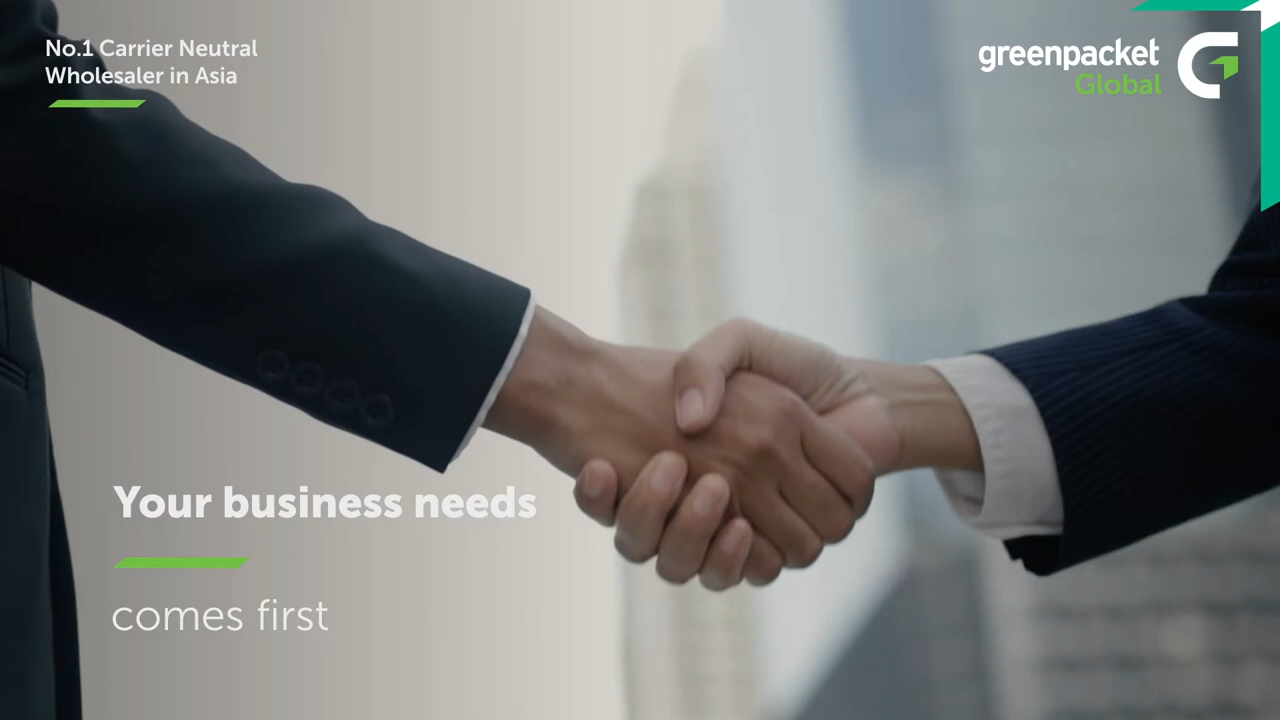 No.1 Carrier Neutral
Wholesaler in Asia
greenpacket
Global
Your business needs
comes first